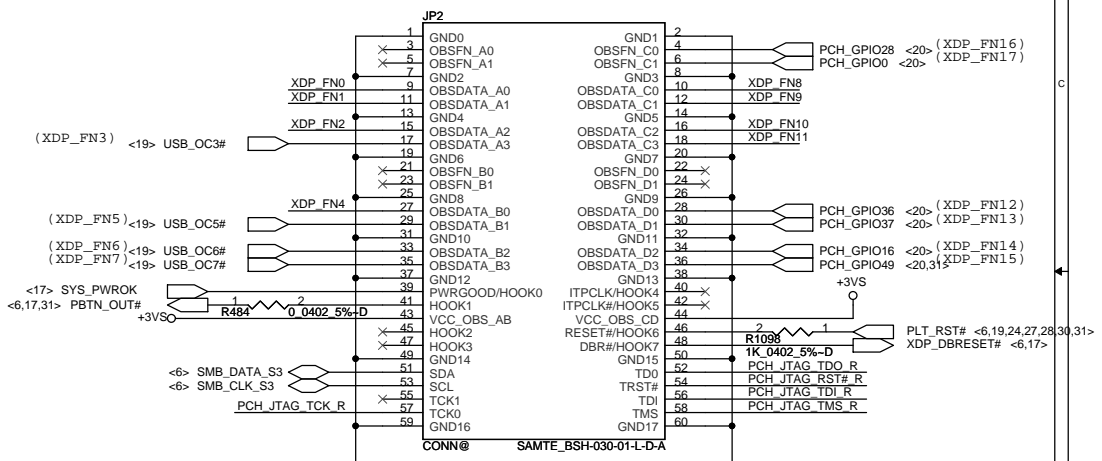 JP2
1 GND0 GND1 2
3 OBSFN_A0 OBSFN_C0 4 PCH_GPIO28 <20> (XDP_FN16)
5 OBSFN_A1 OBSFN_C1 6 PCH_GPIO0 <20> (XDP_FN17)
7 GND2 GND3 8
XDP_FN0 9 OBSDATA_A0 OBSDATA_C0 10 XDP_FN8
XDP_FN1 11 OBSDATA_A1 OBSDATA_C1 12 XDP_FN9
C
13 GND4 GND5 14
XDP_FN2 15 OBSDATA_A2 OBSDATA_C2 16 XDP_FN10
(XDP_FN3) <19> USB_OC3# 17 OBSDATA_A3 OBSDATA_C3 18 XDP_FN11
19 GND6 GND7 20
21 OBSFN_B0 OBSFN_D0 22
23 OBSFN_B1 OBSFN_D1 24
25 GND8 GND9 26
XDP_FN4 27 OBSDATA_B0 OBSDATA_D0 28 PCH_GPIO36 <20> (XDP_FN12)
(XDP_FN5) <19> USB_OC5# 29 OBSDATA_B1 OBSDATA_D1 30 PCH_GPIO37 <20> (XDP_FN13)
31 GND10 GND11 32
(XDP_FN6) <19> USB_OC6# 33 OBSDATA_B2 OBSDATA_D2 34 PCH_GPIO16 <20> (XDP_FN14)
(XDP_FN7) <19> USB_OC7# 35 OBSDATA_B3 OBSDATA_D3 36 PCH_GPIO49 <20,31> (XDP_FN15)
37 GND12 GND13 38
+3VS
<17> SYS_PWROK 39 PWRGOOD/HOOK0 ITPCLK/HOOK4 40
<6,17,31> PBTN_OUT# 1 2 41 HOOK1 ITPCLK#/HOOK5 42
R484 0_0402_5%~D
+3VS 43 VCC_OBS_AB VCC_OBS_CD 44
45 HOOK2 RESET#/HOOK6 46 2 1 PLT_RST# <6,19,24,27,28,30,31>
R1098
47 HOOK3 DBR#/HOOK7 48 XDP_DBRESET# <6,17>
1K_0402_5%~D
49 GND14 GND15 50
<6> SMB_DATA_S3 51 SDA TD0 52 PCH_JTAG_TDO_R
<6> SMB_CLK_S3 53 SCL TRST# 54 PCH_JTAG_RST#_R
55 TCK1 TDI 56 PCH_JTAG_TDI_R
PCH_JTAG_TCK_R 57 TCK0 TMS 58 PCH_JTAG_TMS_R
59 GND16 GND17 60
CONN@ SAMTE_BSH-030-01-L-D-A